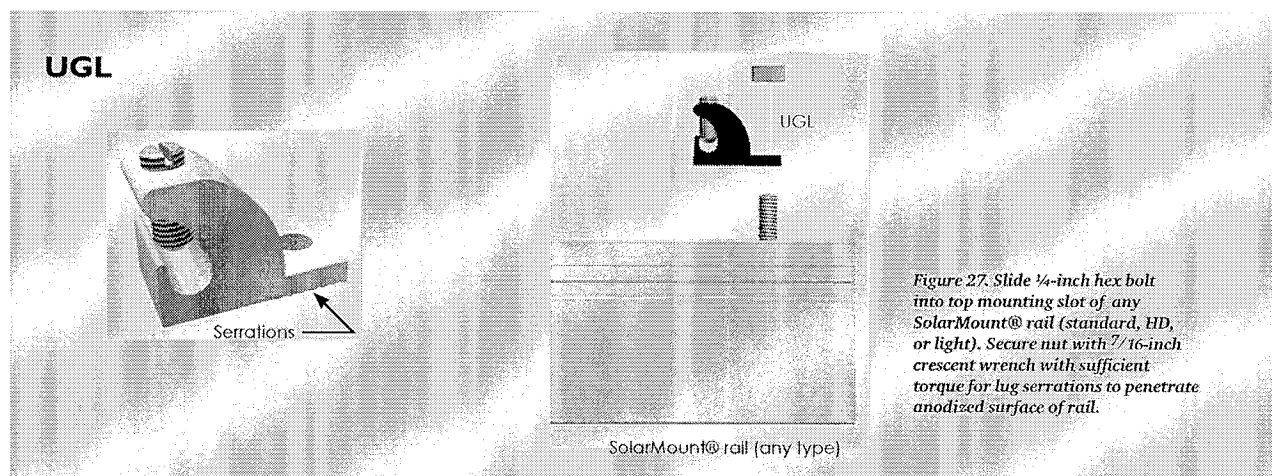 UGL
Serrations
UGL
SolarMount® rail (any type)
Figure 27. Slide ¼-inch hex bolt
into top mounting slot of any
SolarMount® rail (standard, HD,
or light). Secure nut with 7/16-inch
crescent wrench with sufficient
torque for lug serrations to penetrate
anodized surface of rail.